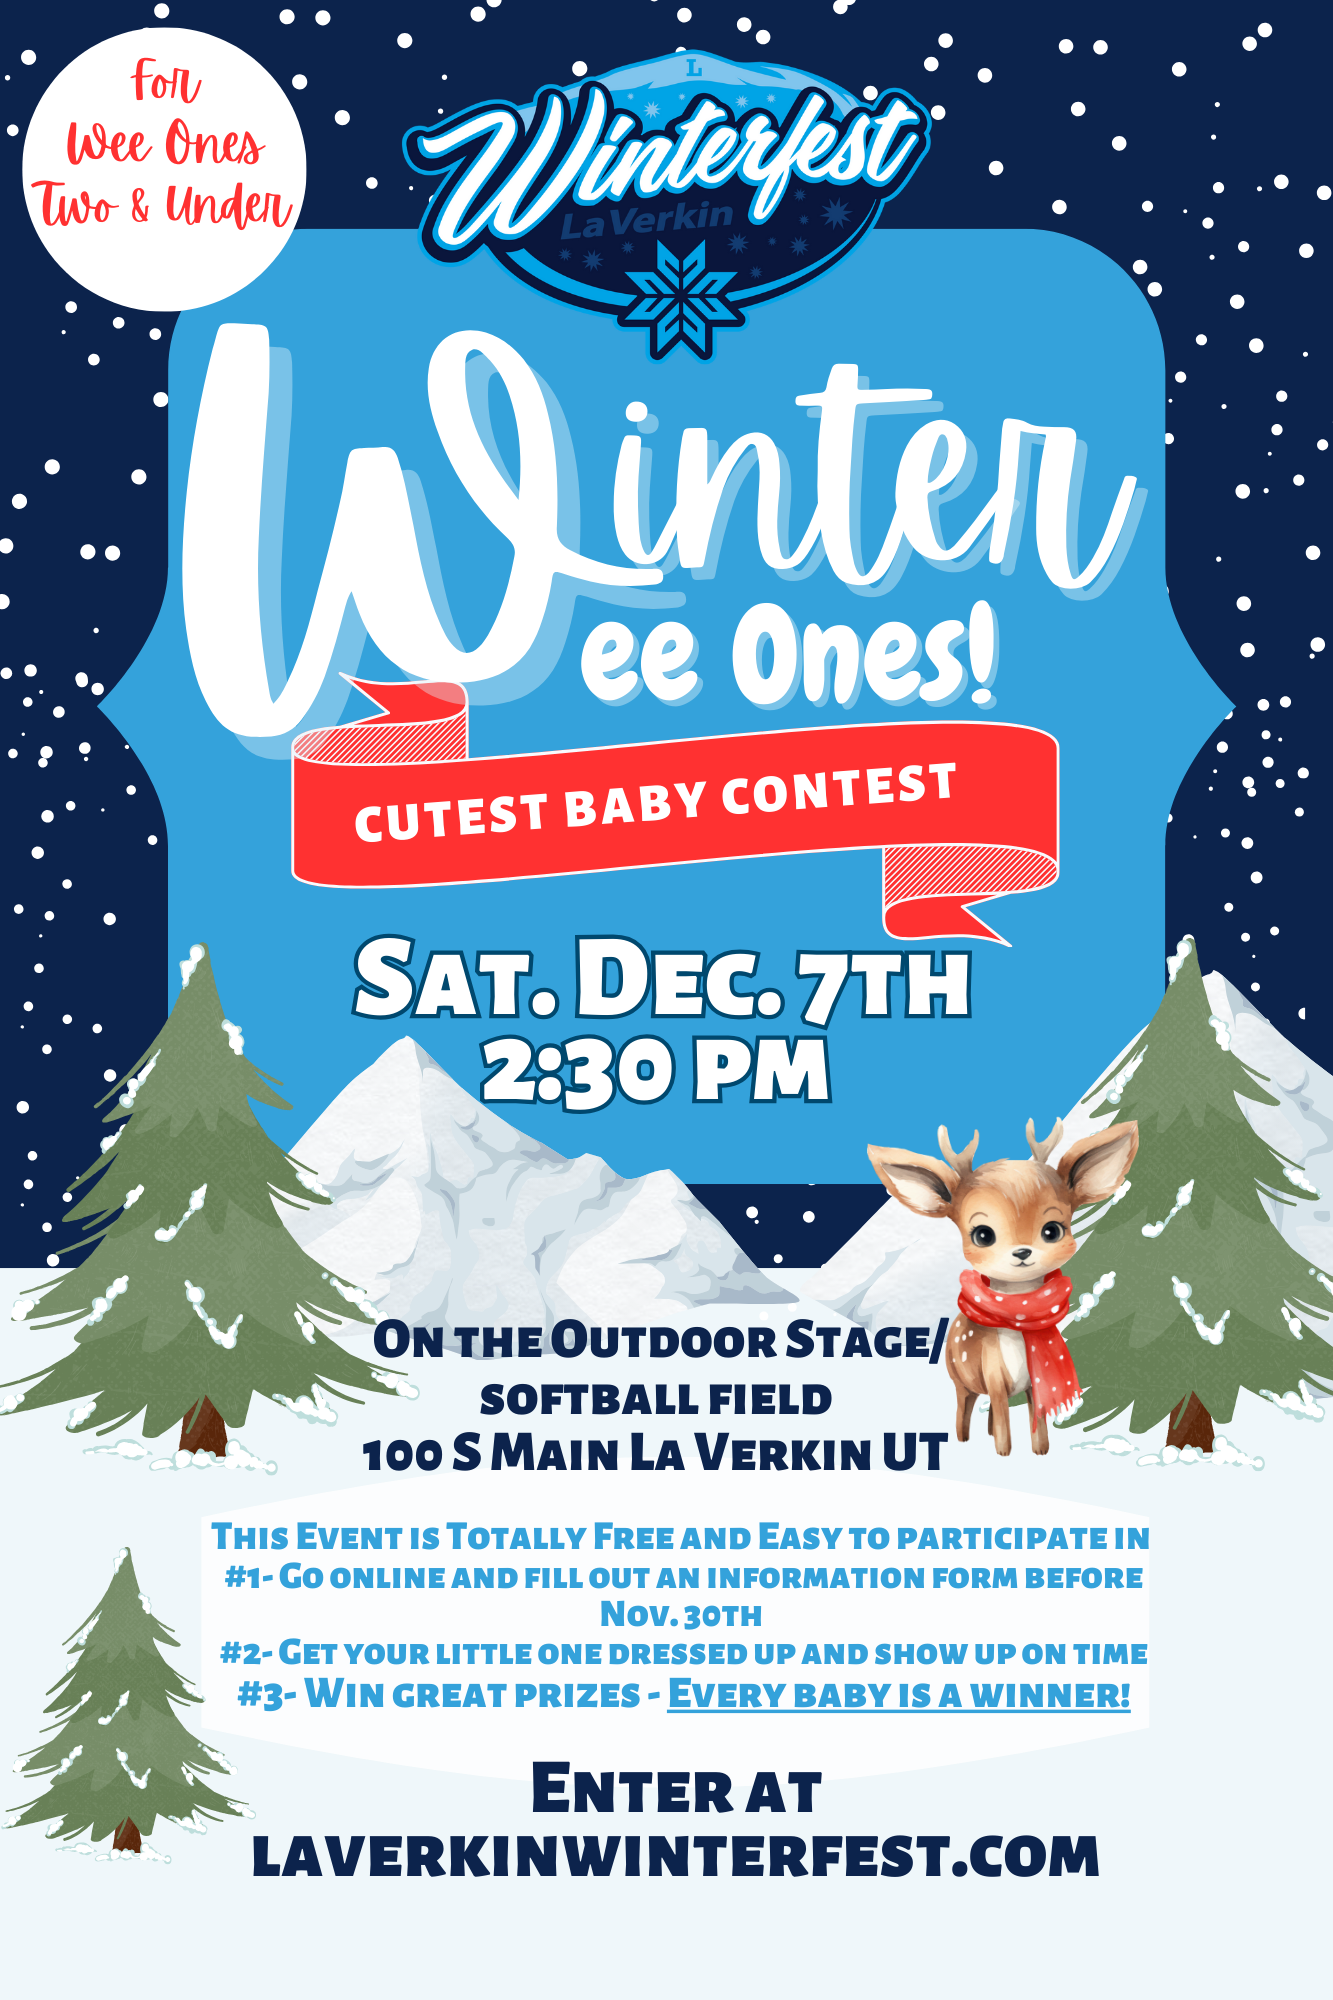 For
Wee Ones
Two & Under
L
Winterfest
LaVerkin
Winter
ee Ones!
CUTEST BABY CONTEST
SAT. DEC. 7TH
2:30 PM
ON THE OUTDOOR STAGE/
SOFTBALL FIELD
100 S MAIN LA VERKIN UT
THIS EVENT IS TOTALLY FREE AND EASY TO PARTICIPATE IN
#1- GO ONLINE AND FILL OUT AN INFORMATION FORM BEFORE
NOV. 30TH
#2- GET YOUR LITTLE ONE DRESSED UP AND SHOW UP ON TIME
#3- WIN GREAT PRIZES - EVERY BABY IS A WINNER!
ENTER AT
LAVERKINWINTERFEST.COM